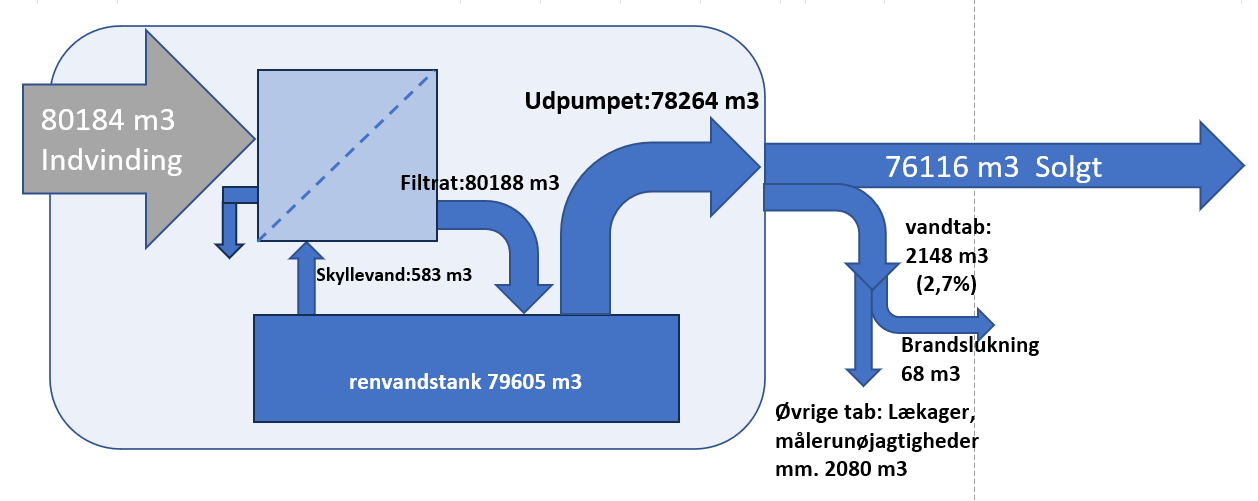 80184 m3
Indvinding
Udpumpet:78264 m3
Filtrat:80188 m3
76116 m3 Solgt
Skyllevand:583 m3
vandtab:
2148 m3
(2,7%)
Brandslukning
68 m3
renvandstank 79605 m3
Øvrige tab: Lækager,
målerunøjagtigheder
mm. 2080 m3